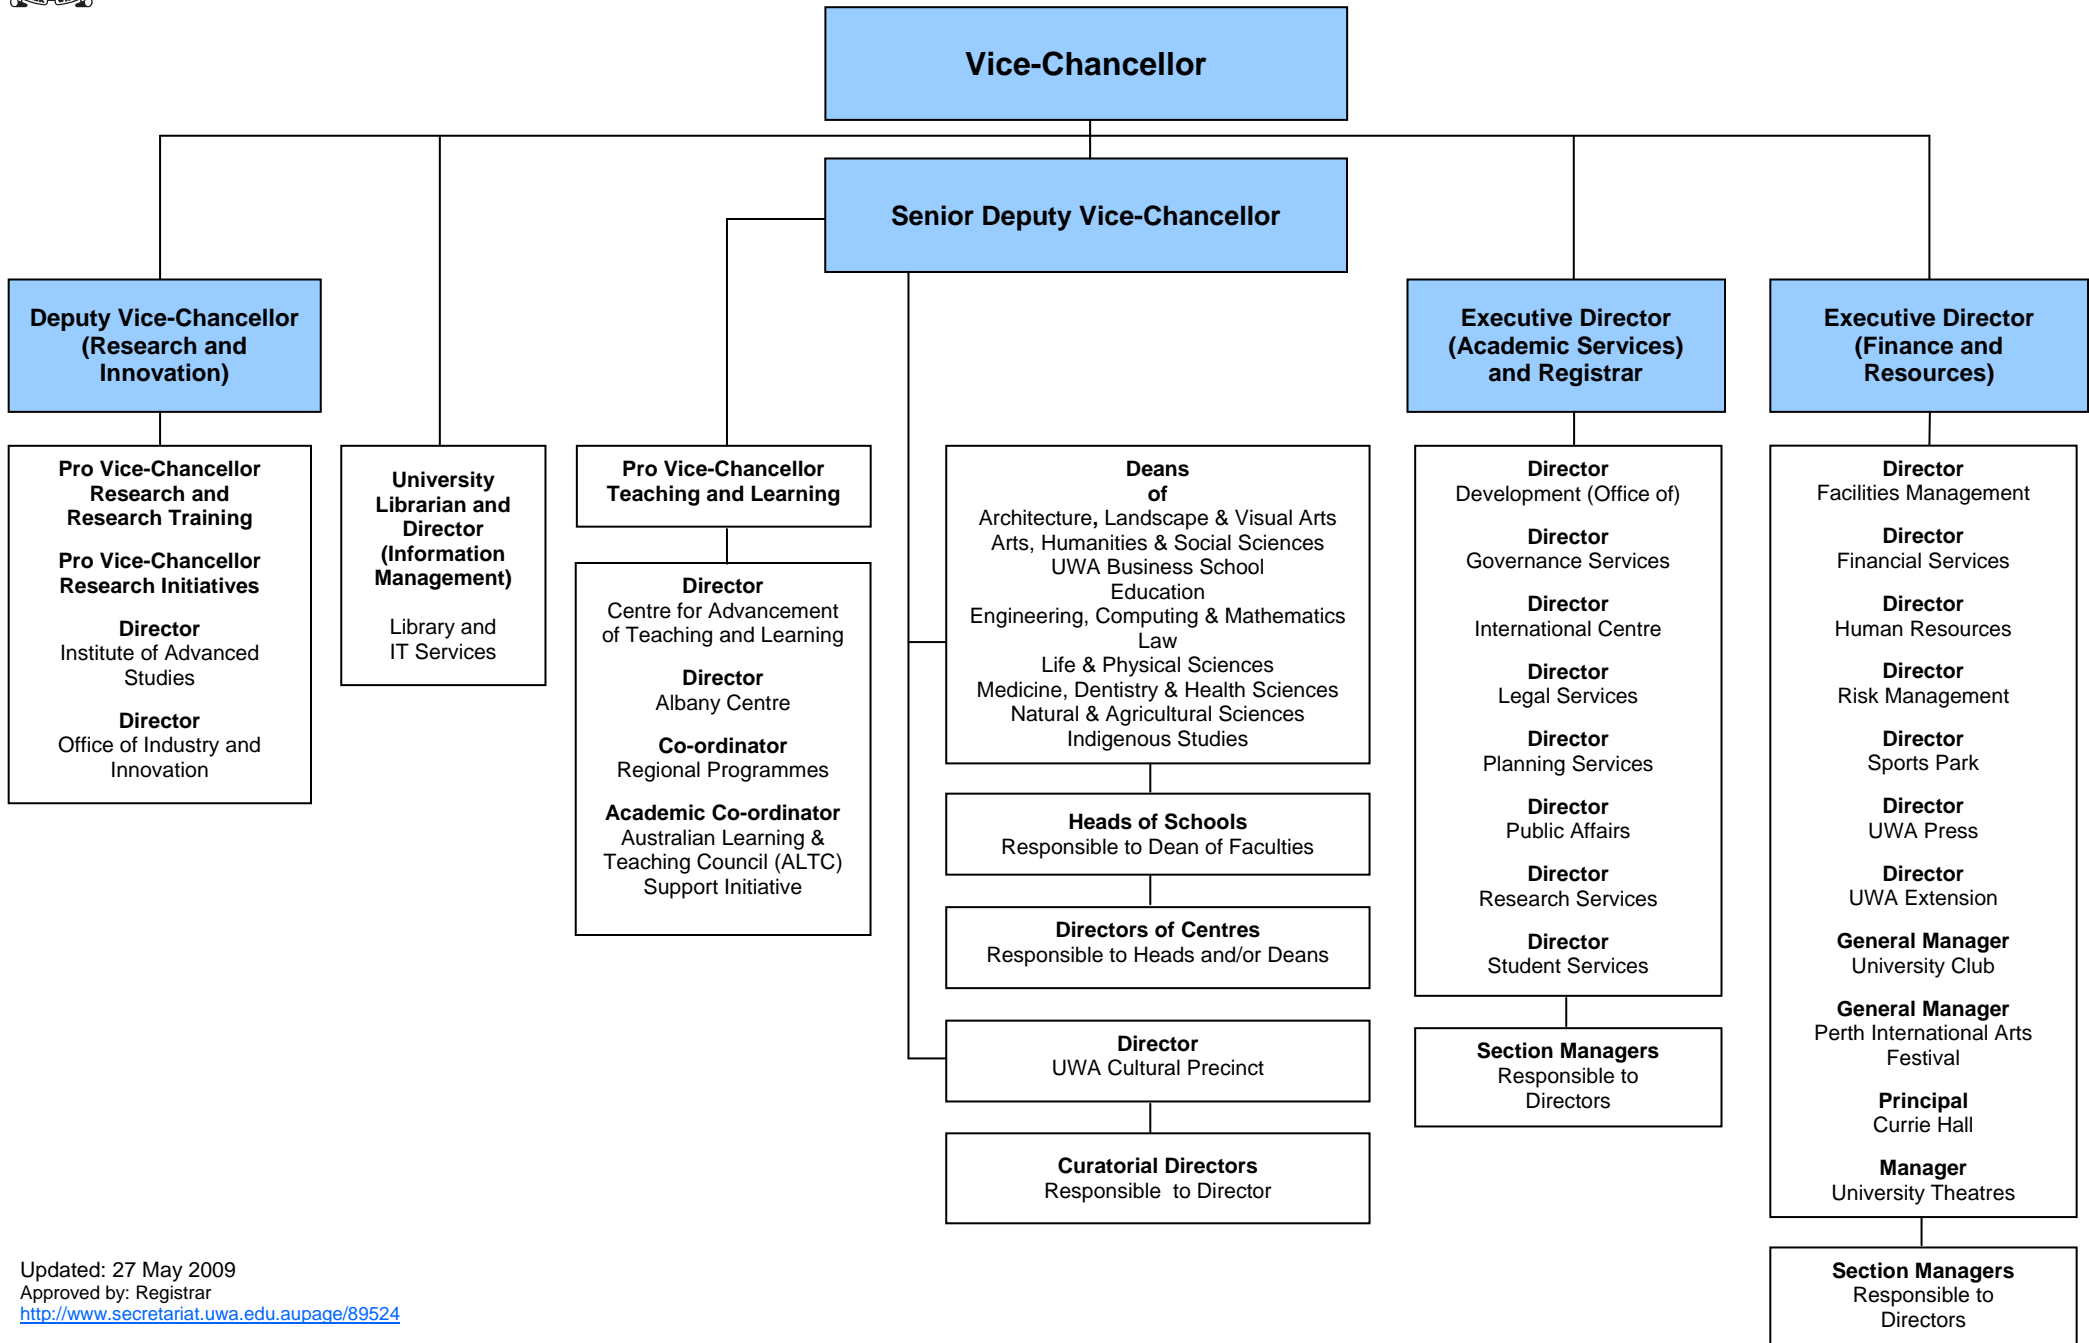 Vice-Chancellor
Senior Deputy Vice-Chancellor
Deputy Vice-Chancellor
(Research and
Innovation)
Executive Director
(Academic Services)
and Registrar
Executive Director
(Finance and
Resources)
Pro Vice-Chancellor
Research and
Research Training
Pro Vice-Chancellor
Research Initiatives
Director
Institute of Advanced
Studies
Director
Office of Industry and
Innovation
University
Librarian and
Director
(Information
Management)
Library and
IT Services
Pro Vice-Chancellor
Teaching and Learning
Director
Centre for Advancement
of Teaching and Learning
Director
Albany Centre
Co-ordinator
Regional Programmes
Academic Co-ordinator
Australian Learning &
Teaching Council (ALTC)
Support Initiative
Deans
of
Architecture, Landscape & Visual Arts
Arts, Humanities & Social Sciences
UWA Business School
Education
Engineering, Computing & Mathematics
Law
Life & Physical Sciences
Medicine, Dentistry & Health Sciences
Natural & Agricultural Sciences
Indigenous Studies
Heads of Schools
Responsible to Dean of Faculties
Directors of Centres
Responsible to Heads and/or Deans
Director
UWA Cultural Precinct
Curatorial Directors
Responsible  to Director
Director
Development (Office of)
Director
Governance Services
Director
International Centre
Director
Legal Services
Director
Planning Services
Director
Public Affairs
Director
Research Services
Director
Student Services
Section Managers
Responsible to
Directors
Director
Facilities Management
Director
Financial Services
Director
Human Resources
Director
Risk Management
Director
Sports Park
Director
UWA Press
Director
UWA Extension
General Manager
University Club
General Manager
Perth International Arts
Festival
Principal
Currie Hall
Manager
University Theatres
Section Managers
Responsible to
Directors
Updated: 27 May 2009
Approved by: Registrar
http://www.secretariat.uwa.edu.aupage/89524